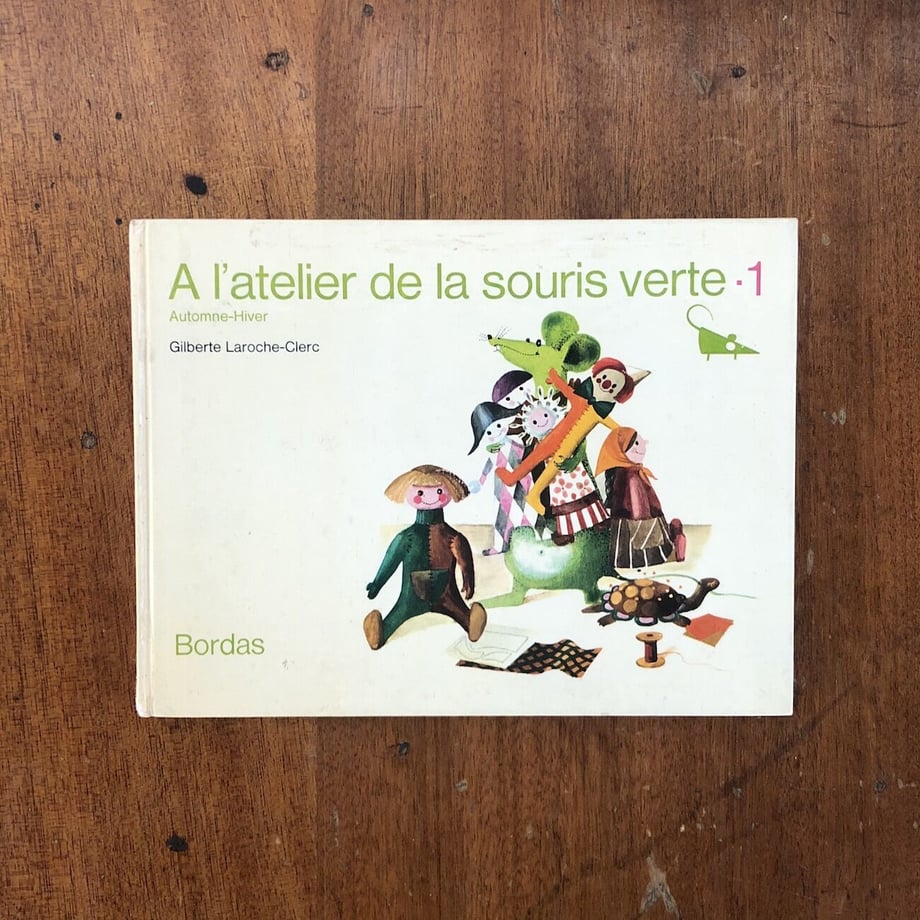 A l'atelier de la souris verte·1
Automne-Hiver
Gilberte Laroche-Clerc
Bordas